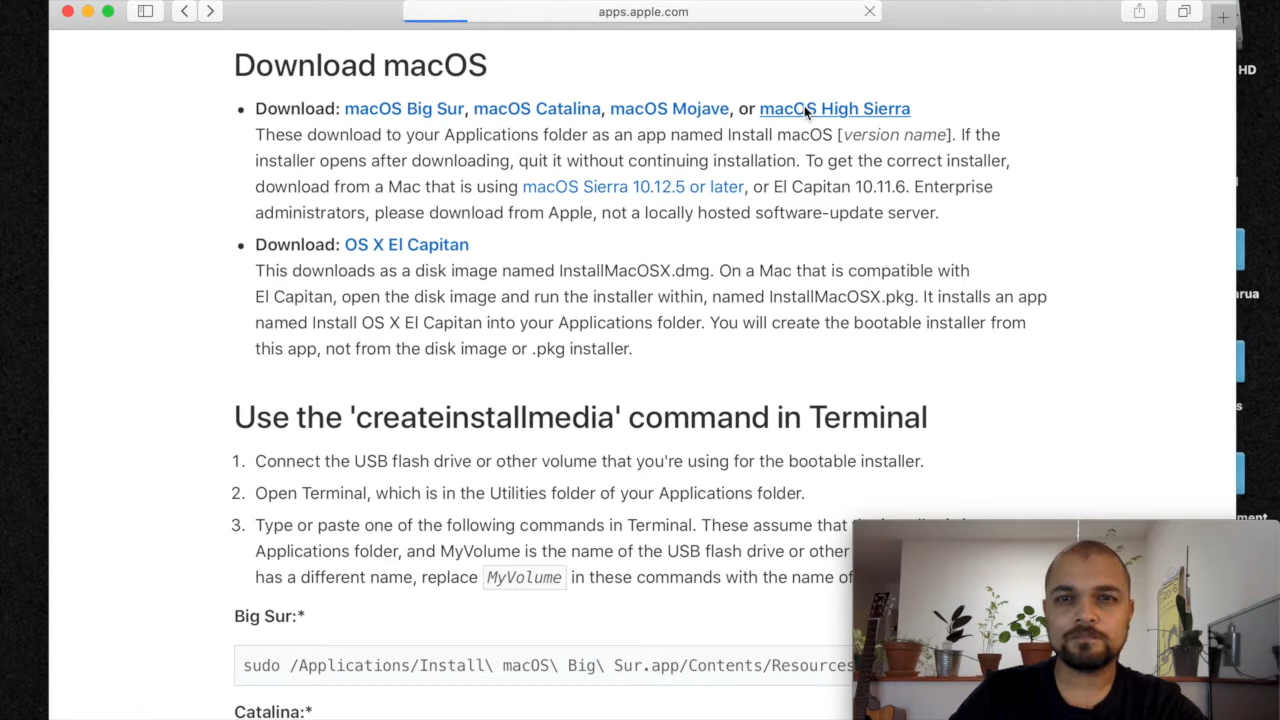 apps.apple.com
HD
Download macOS
• Download: macOS Big Sur, macOS Catalina, macOS Mojave, or macOS High Sierra
These download to your Applications folder as an app named Install macOS [version name]. If the
installer opens after downloading, quit it without continuing installation. To get the correct installer,
download from a Mac that is using macOS Sierra 10.12.5 or later, or El Capitan 10.11.6. Enterprise
administrators, please download from Apple, not a locally hosted software-update server.
• Download: OS X El Capitan
This downloads as a disk image named InstallMacOSX.dmg. On a Mac that is compatible with
El Capitan, open the disk image and run the installer within, named InstallMacOSX.pkg. It installs an app
named Install OS X El Capitan into your Applications folder. You will create the bootable installer from
this app, not from the disk image or .pkg installer.
arua
Use the 'createinstallmedia' command in Terminal
1. Connect the USB flash drive or other volume that you're using for the bootable installer.
2. Open Terminal, which is in the Utilities folder of your Applications folder.
3. Type or paste one of the following commands in Terminal. These assume that
Applications folder, and MyVolume is the name of the USB flash drive or other
has a different name, replace MyVolume in these commands with the name of
Big Sur:*
sudo /Applications/Install\ macOS\ Big\ Sur.app/Contents/Resources
Catalina:*